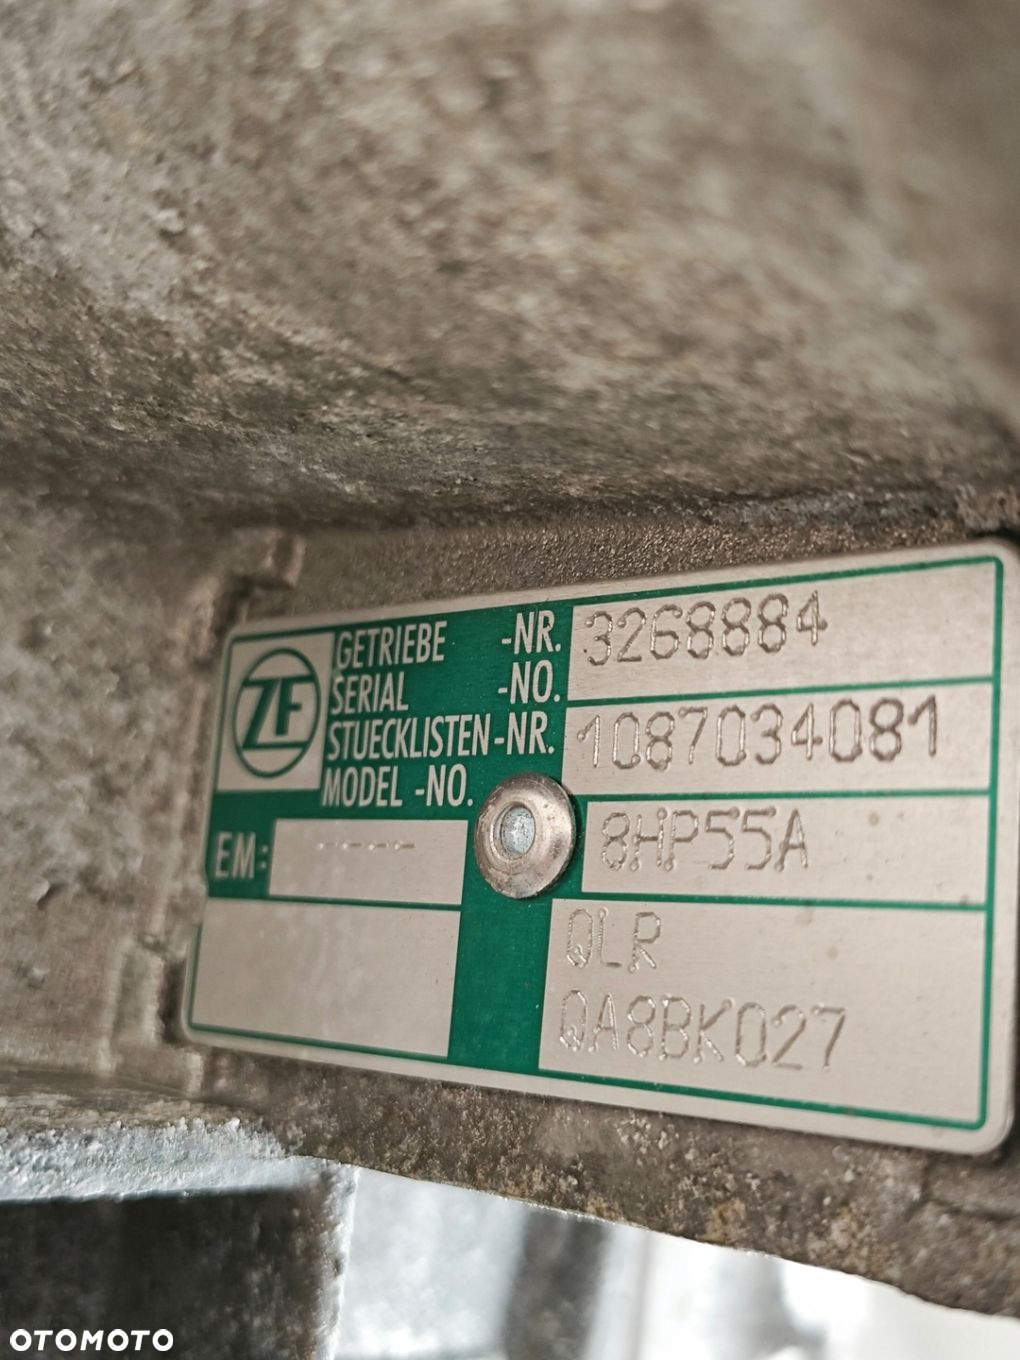 ZF
GETRIEBE -NR. 3268884
SERIAL -NO.
STUECKLISTEN-NR. 1087034081
MODEL -NO.
8HP55A
EM: -----
QLR
QA8BK027
OTOMOTO